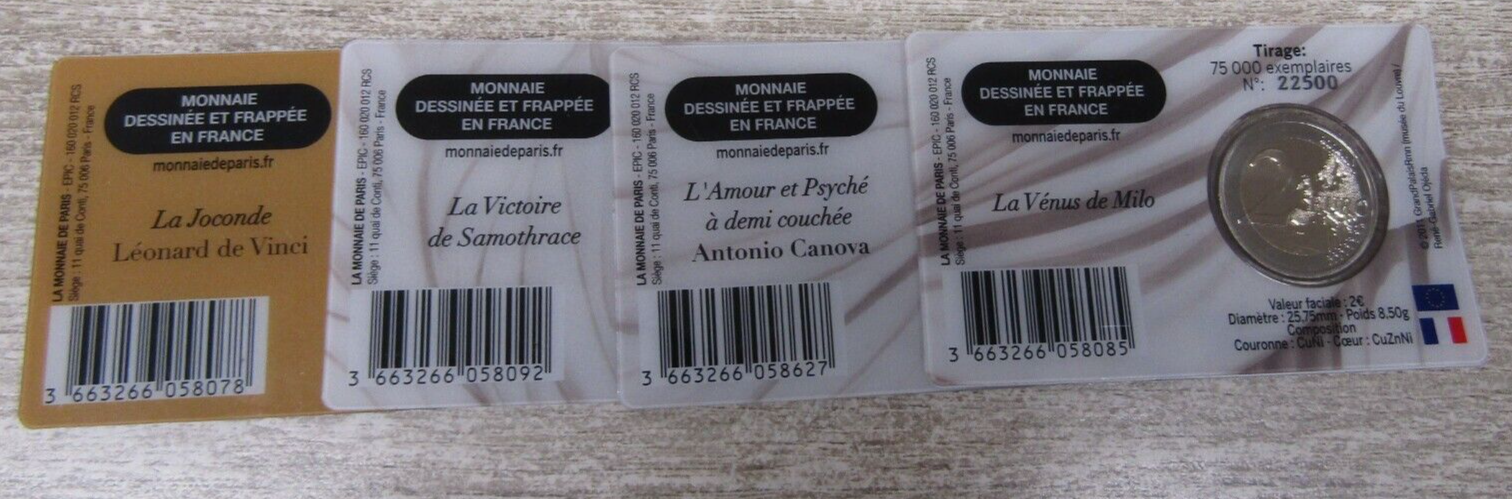 LA MONNAIE DE PARIS - EPIC - 160 020 012 RCS
Siège : 11 quai de Conti, 75 006 Paris - France
MONNAIE
DESSINÉE ET FRAPPÉE
EN FRANCE
monnaiedeparis.fr
La Joconde
Léonard de Vinci
3 663266 058078
LA MONNAIE DE PARIS - EPIC - 160 020 012 RCS
Siège : 11 quai de Conti, 75 006 Paris - France
MONNAIE
DESSINÉE ET FRAPPÉE
EN FRANCE
monnaiedeparis.fr
La Victoire
de Samothrace
3 663266 058092
LA MONNAIE DE PARIS - EPIC - 160 020 012 RCS
Siège : 11 quai de Conti, 75 006 Paris - France
MONNAIE
DESSINÉE ET FRAPPÉE
EN FRANCE
monnaiedeparis.fr
L'Amour et Psyché
à demi couchée
Antonio Canova
3 663266 058627
LA MONNAIE DE PARIS - EPIC - 160 020 012 RCS
Siège : 11 quai de Conti, 75 006 Paris - France
MONNAIE
DESSINÉE ET FRAPPÉE
EN FRANCE
monnaiedeparis.fr
La Vénus de Milo
3 663266 058085
Tirage:
75 000 exemplaires
N°: 22500
2
Valeur faciale : 2€
Diamètre : 25.75mm - Poids 8,50g
Composition
Couronne : CuNi - Cœur : CuZnNi
GrandPalaisRmn (musée du Louvre) /
René-Gabriel Ojeda